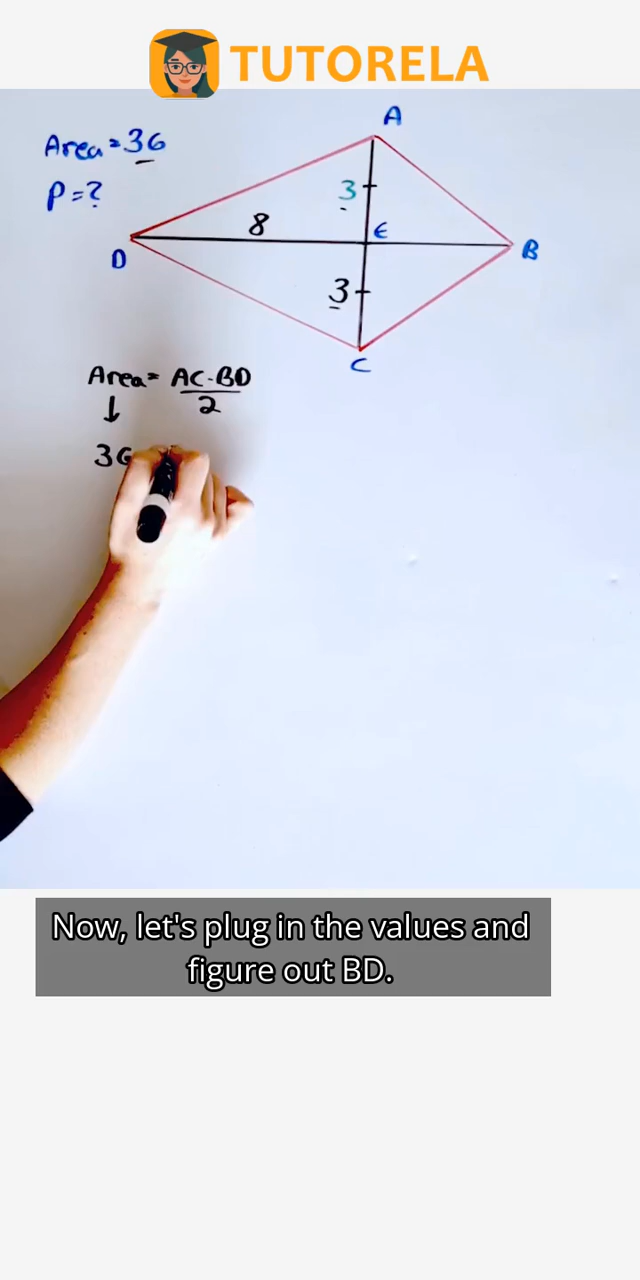 TUTORELA
A
Area=36
P=?
3
8
E
D
B
3
C
Area= AC·BD
2
↓
36
Now, let's plug in the values and
figure out BD.